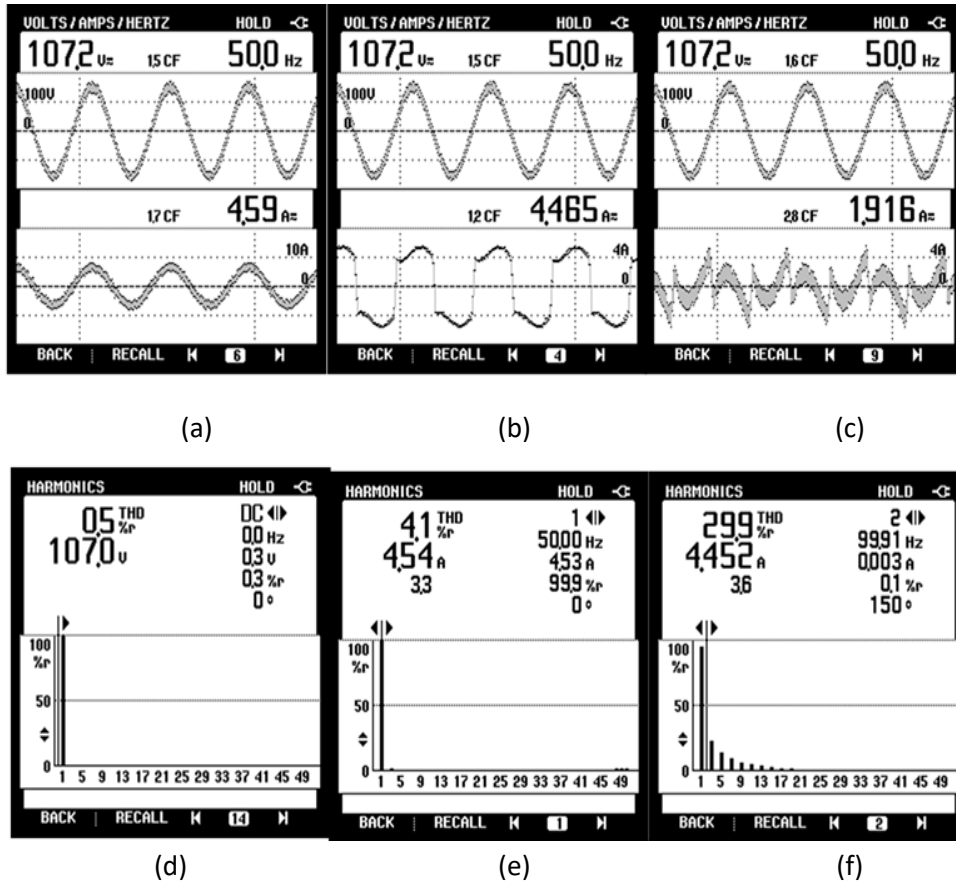 VOLTS/AMPS/HERTZ HOLD
107,2 V≂ 1,5 CF 50,0 Hz
100V
0
1,7 CF 4,59 A≂
10A
0
BACK RECALL 6
VOLTS/AMPS/HERTZ HOLD
107,2 V≂ 1,5 CF 50,0 Hz
100V
0
1,2 CF 4,465 A≂
4A
0
BACK RECALL 4
VOLTS/AMPS/HERTZ HOLD
107,2 V≂ 1,6 CF 50,0 Hz
100V
0
2,8 CF 1,916 A≂
4A
0
BACK RECALL 9
(a) (b) (c)
HARMONICS HOLD
0,5 THD %r DC
0,0 Hz
107,0 V 0,3 V
0,3 %r
0 °
100
%r
50
0
1 5 9 13 17 21 25 29 33 37 41 45 49
BACK RECALL 14
HARMONICS HOLD
4,1 THD %r 1
50,00 Hz
4,54 A 4,53 A
3,3 99,9 %r
0 °
100
%r
50
0
1 5 9 13 17 21 25 29 33 37 41 45 49
BACK RECALL 1
HARMONICS HOLD
29,9 THD %r 2
99,91 Hz
4,452 A 0,003 A
3,6 0,1 %r
150 °
100
%r
50
0
1 5 9 13 17 21 25 29 33 37 41 45 49
BACK RECALL 2
(d) (e) (f)